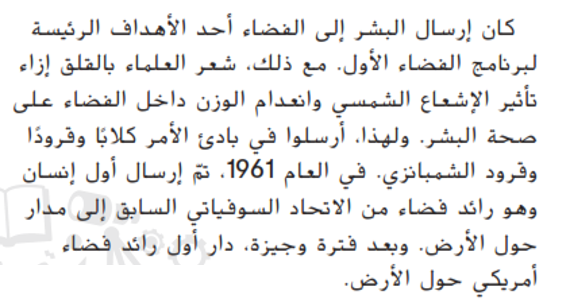 كان إرسال البشر إلى الفضاء أحد الأهداف الرئيسة
لبرنامج الفضاء الأول. مع ذلك، شعر العلماء بالقلق إزاء
تأثير الإشعاع الشمسي وانعدام الوزن داخل الفضاء على
صحة البشر. ولهذا، أرسلوا في بادئ الأمر كلابًا وقرودًا
وقرود الشمبانزي. في العام 1961، تمّ إرسال أول إنسان
وهو رائد فضاء من الاتحاد السوفياتي السابق إلى مدار
حول الأرض. وبعد فترة وجيزة، دار أول رائد فضاء
أمريكي حول الأرض.